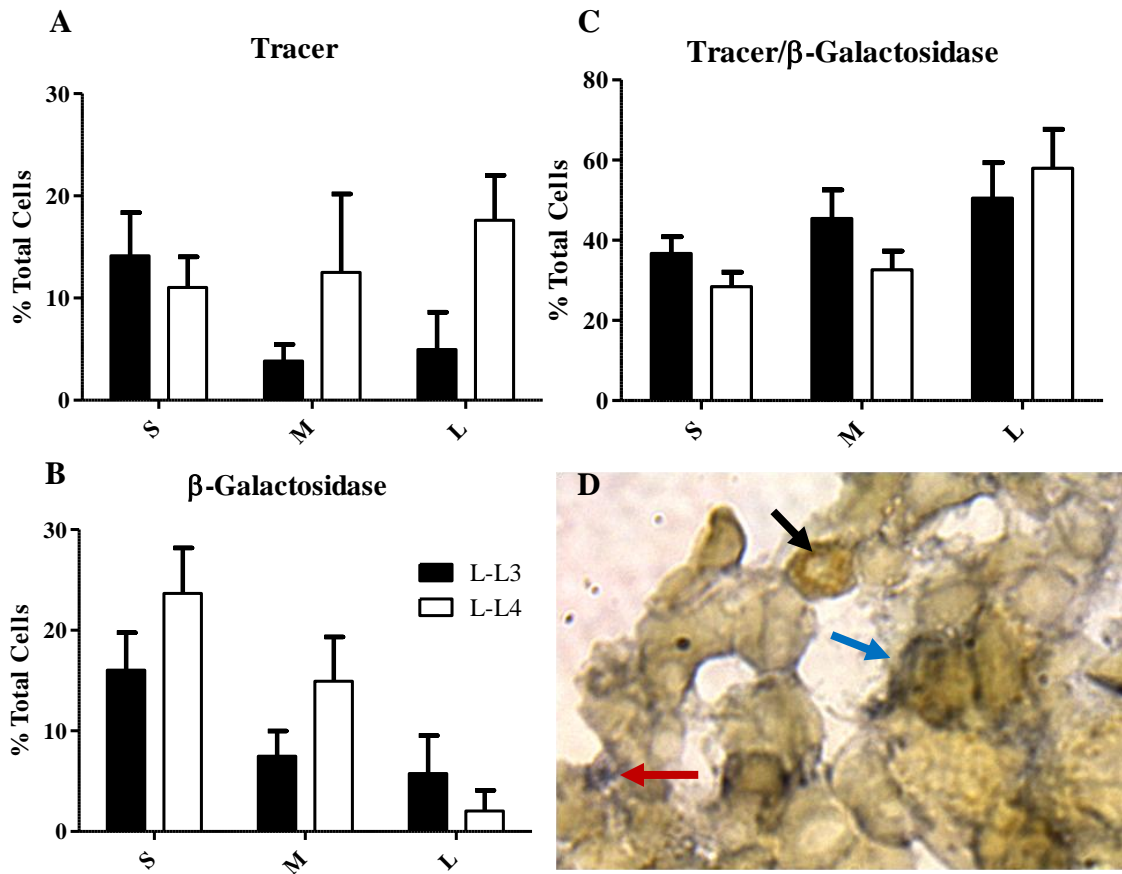 A
Tracer
% Total Cells
30
20
10
0
S M L
B
β-Galactosidase
% Total Cells
30
20
10
0
S M L
L-L3
L-L4
C
Tracer/β-Galactosidase
% Total Cells
80
60
40
20
0
S M L
D